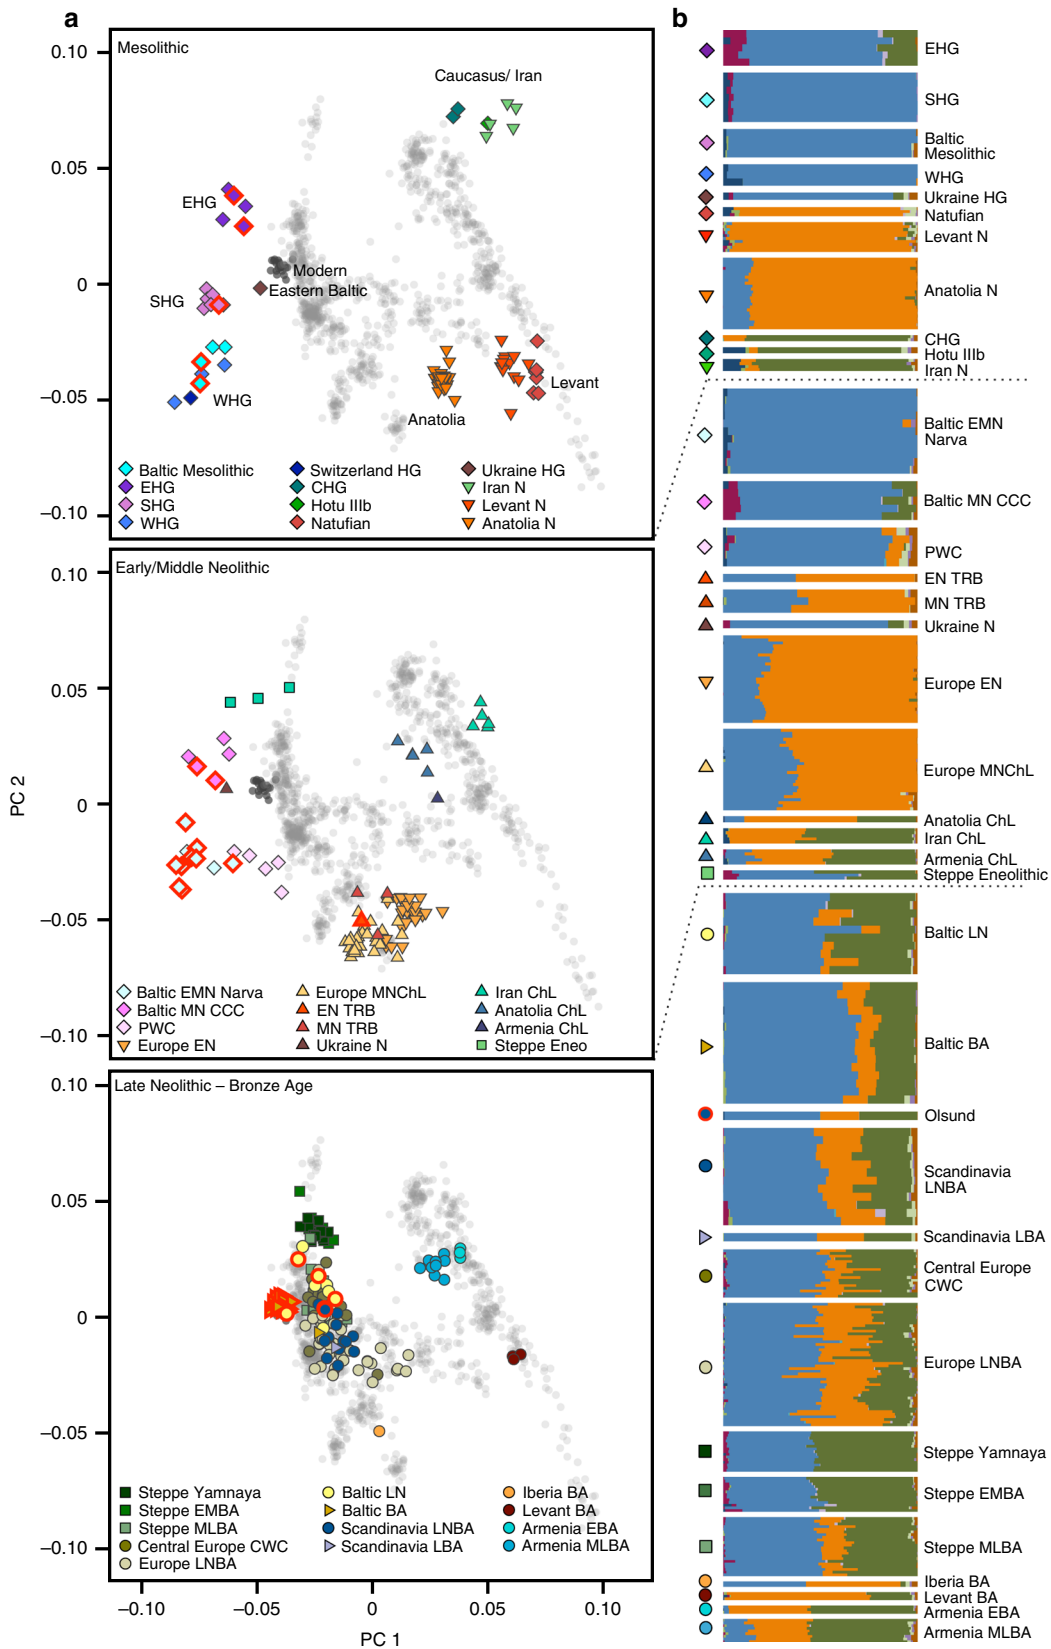 a
b
Mesolithic
0.10
0.05
0
−0.05
−0.10
Caucasus/ Iran
EHG
Modern
Eastern Baltic
SHG
WHG
Levant
Anatolia
Baltic Mesolithic
EHG
SHG
WHG
Switzerland HG
CHG
Hotu IIIb
Natufian
Ukraine HG
Iran N
Levant N
Anatolia N
Early/Middle Neolithic
0.10
0.05
0
−0.05
−0.10
PC 2
Baltic EMN Narva
Baltic MN CCC
PWC
Europe EN
Europe MNChL
EN TRB
MN TRB
Ukraine N
Iran ChL
Anatolia ChL
Armenia ChL
Steppe Eneo
Late Neolithic – Bronze Age
0.10
0.05
0
−0.05
−0.10
Steppe Yamnaya
Steppe EMBA
Steppe MLBA
Central Europe CWC
Europe LNBA
Baltic LN
Baltic BA
Scandinavia LNBA
Scandinavia LBA
Iberia BA
Levant BA
Armenia EBA
Armenia MLBA
−0.10
−0.05
0
0.05
0.10
PC 1
EHG
SHG
Baltic
Mesolithic
WHG
Ukraine HG
Natufian
Levant N
Anatolia N
CHG
Hotu IIIb
Iran N
Baltic EMN
Narva
Baltic MN CCC
PWC
EN TRB
MN TRB
Ukraine N
Europe EN
Europe MNChL
Anatolia ChL
Iran ChL
Armenia ChL
Steppe Eneolithic
Baltic LN
Baltic BA
Olsund
Scandinavia
LNBA
Scandinavia LBA
Central Europe
CWC
Europe LNBA
Steppe Yamnaya
Steppe EMBA
Steppe MLBA
Iberia BA
Levant BA
Armenia EBA
Armenia MLBA